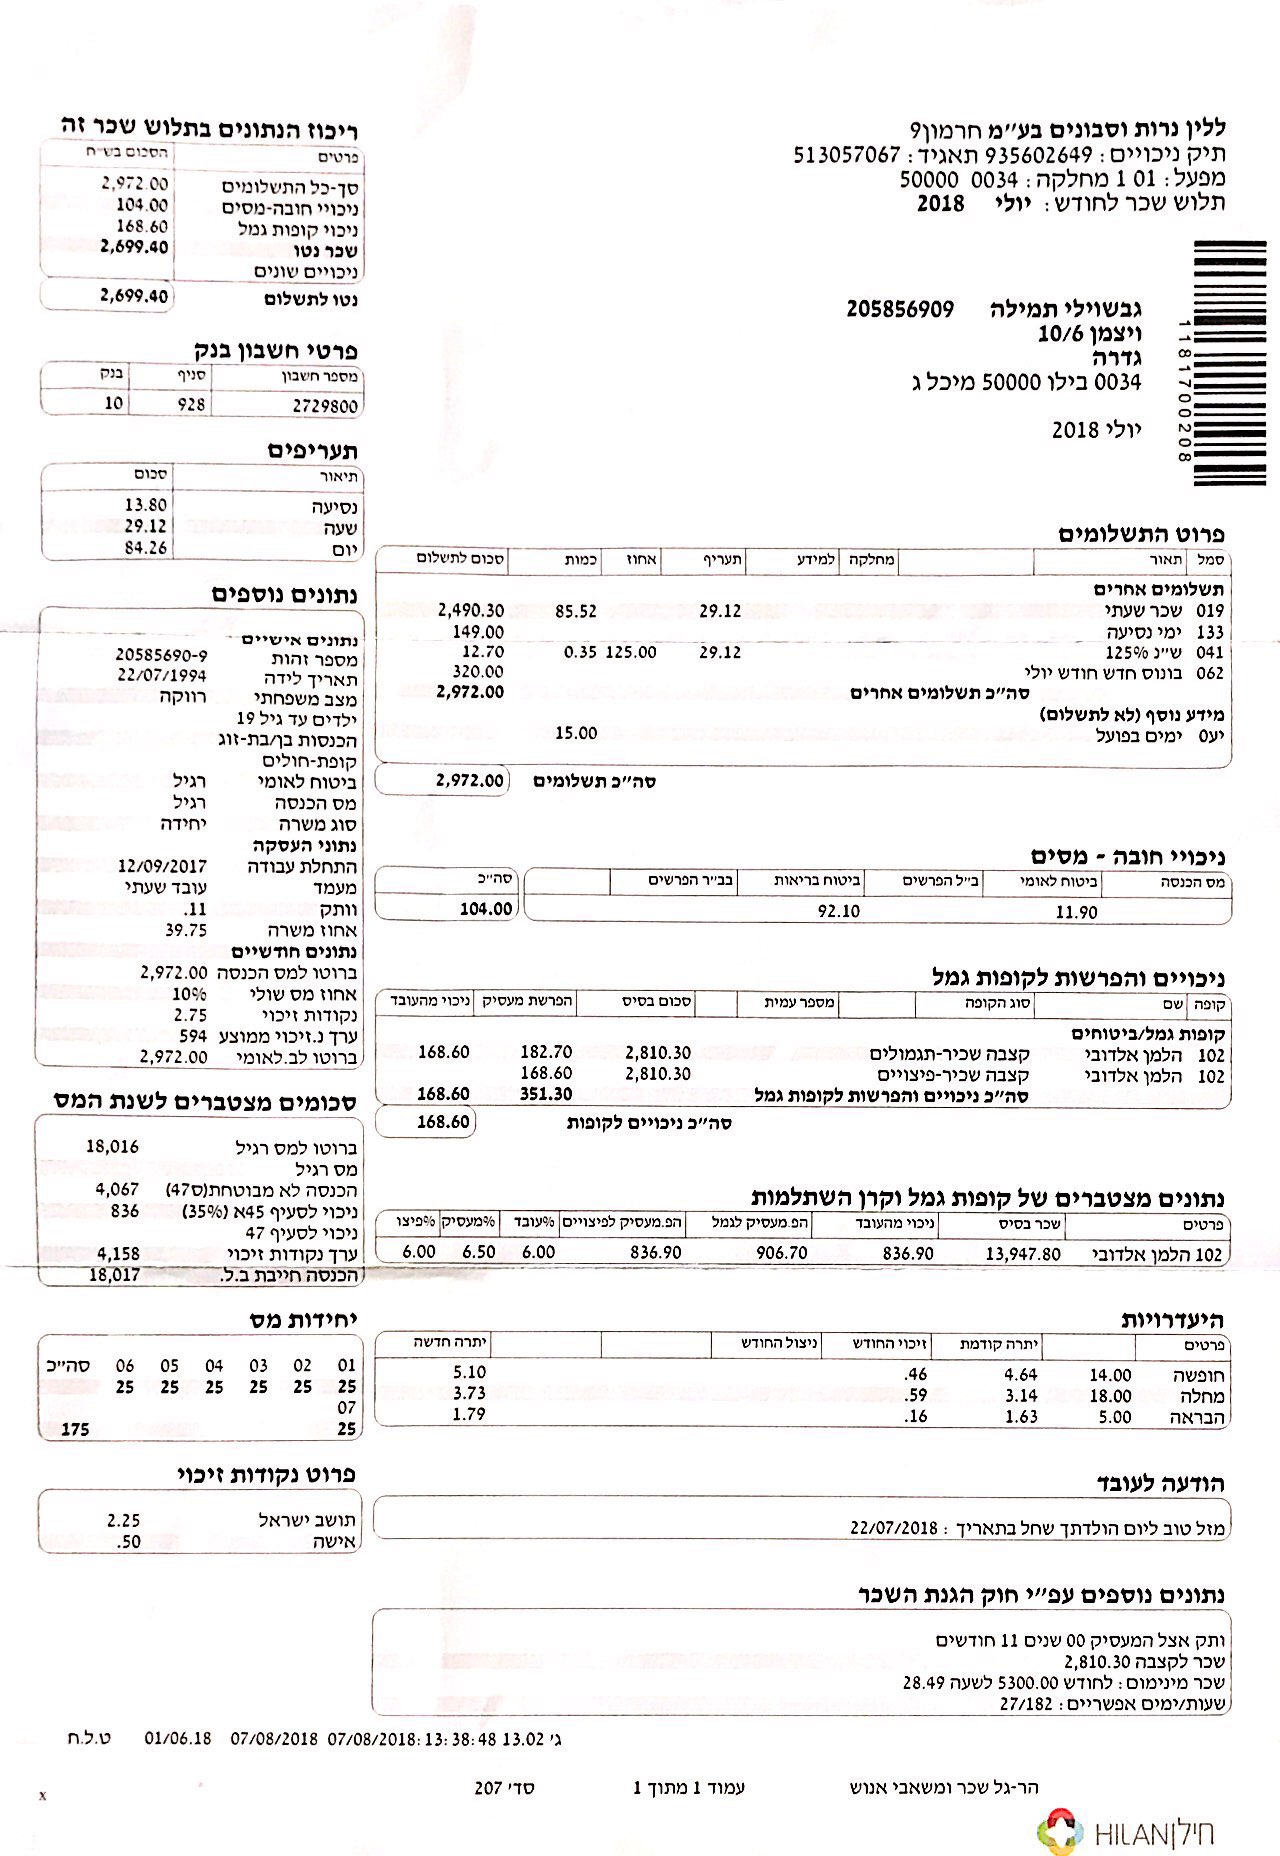 ללין נרות וסבונים בע״מ חרמון9
תיק ניכויים : 935602649 תאגיד : 513057067
מפעל : 01 1 מחלקה : 0034 50000
תלוש שכר לחודש : יולי 2018
118170 0208
גבשוילי תמילה 205856909
ויצמן 10/6
גדרה
0034 בילו 50000 מיכל ג
יולי 2018
ריכוז הנתונים בתלוש שכר זה
פרטים הסכום בש״ח
סך-כל התשלומים 2,972.00
ניכויי חובה-מסים 104.00
ניכוי קופות גמל 168.60
שכר נטו 2,699.40
ניכויים שונים
נטו לתשלום 2,699.40
פרטי חשבון בנק
מספר חשבון סניף בנק
2729800 928 10
תעריפים
תיאור סכום
נסיעה 13.80
שעה 29.12
יום 84.26
פרוט התשלומים
סמל תאור מחלקה למידע תעריף אחוז כמות סכום לתשלום
תשלומים אחרים
019 שכר שעתי 29.12 85.52 2,490.30
133 ימי נסיעה 149.00
041 ש״נ 125% 29.12 125.00 0.35 12.70
062 בונוס חדש חודש יולי 320.00
סה״כ תשלומים אחרים 2,972.00
מידע נוסף (לא לתשלום)
יע0 ימים בפועל 15.00
סה״כ תשלומים 2,972.00
נתונים נוספים
נתונים אישיים
מספר זהות 20585690-9
תאריך לידה 22/07/1994
מצב משפחתי רווקה
ילדים עד גיל 19
הכנסות בן/בת-זוג
קופת-חולים
ביטוח לאומי רגיל
מס הכנסה רגיל
סוג משרה יחידה
נתוני העסקה
התחלת עבודה 12/09/2017
מעמד עובד שעתי
וותק .11
אחוז משרה 39.75
נתונים חודשיים
ברוטו למס הכנסה 2,972.00
אחוז מס שולי 10%
נקודות זיכוי 2.75
ערך נ.זיכוי ממוצע 594
ברוטו לב.לאומי 2,972.00
ניכויי חובה - מסים
מס הכנסה ביטוח לאומי ב״ל הפרשים ביטוח בריאות בב״ר הפרשים סה״כ
11.90 92.10 104.00
ניכויים והפרשות לקופות גמל
קופה שם סוג הקופה מספר עמית סכום בסיס הפרשת מעסיק ניכוי מהעובד
קופות גמל/ביטוחים
102 הלמן אלדובי קצבה שכיר-תגמולים 2,810.30 182.70 168.60
102 הלמן אלדובי קצבה שכיר-פיצויים 2,810.30 168.60
סה״כ ניכויים והפרשות לקופות גמל 351.30 168.60
סה״כ ניכויים לקופות 168.60
סכומים מצטברים לשנת המס
ברוטו למס רגיל 18,016
מס רגיל
הכנסה לא מבוטחת(ס47) 4,067
ניכוי לסעיף 45א (35%) 836
ניכוי לסעיף 47
ערך נקודות זיכוי 4,158
הכנסה חייבת ב.ל. 18,017
נתונים מצטברים של קופות גמל וקרן השתלמות
פרטים שכר בסיס ניכוי מהעובד הפ.מעסיק לגמל הפ.מעסיק לפיצויים %עובד %מעסיק %פיצו
102 הלמן אלדובי 13,947.80 836.90 906.70 836.90 6.00 6.50 6.00
יחידות מס
01 02 03 04 05 06 סה״כ
25 25 25 25 25 25
07
25 175
היעדרויות
פרטים יתרה קודמת זיכוי החודש ניצול החודש יתרה חדשה
חופשה 14.00 4.64 .46 5.10
מחלה 18.00 3.14 .59 3.73
הבראה 5.00 1.63 .16 1.79
פרוט נקודות זיכוי
תושב ישראל 2.25
אישה .50
הודעה לעובד
מזל טוב ליום הולדתך שחל בתאריך : 22/07/2018
נתונים נוספים עפ״י חוק הגנת השכר
ותק אצל המעסיק 00 שנים 11 חודשים
שכר לקצבה 2,810.30
שכר מינימום : לחודש 5300.00 לשעה 28.49
שעות/ימים אפשריים : 27/182
ג׳ 13.02 07/08/2018:13:38:48 07/08/2018 01/06.18 ט.ל.ח
הר-גל שכר ומשאבי אנוש עמוד 1 מתוך 1 סד׳ 207
x
חילן HILAN